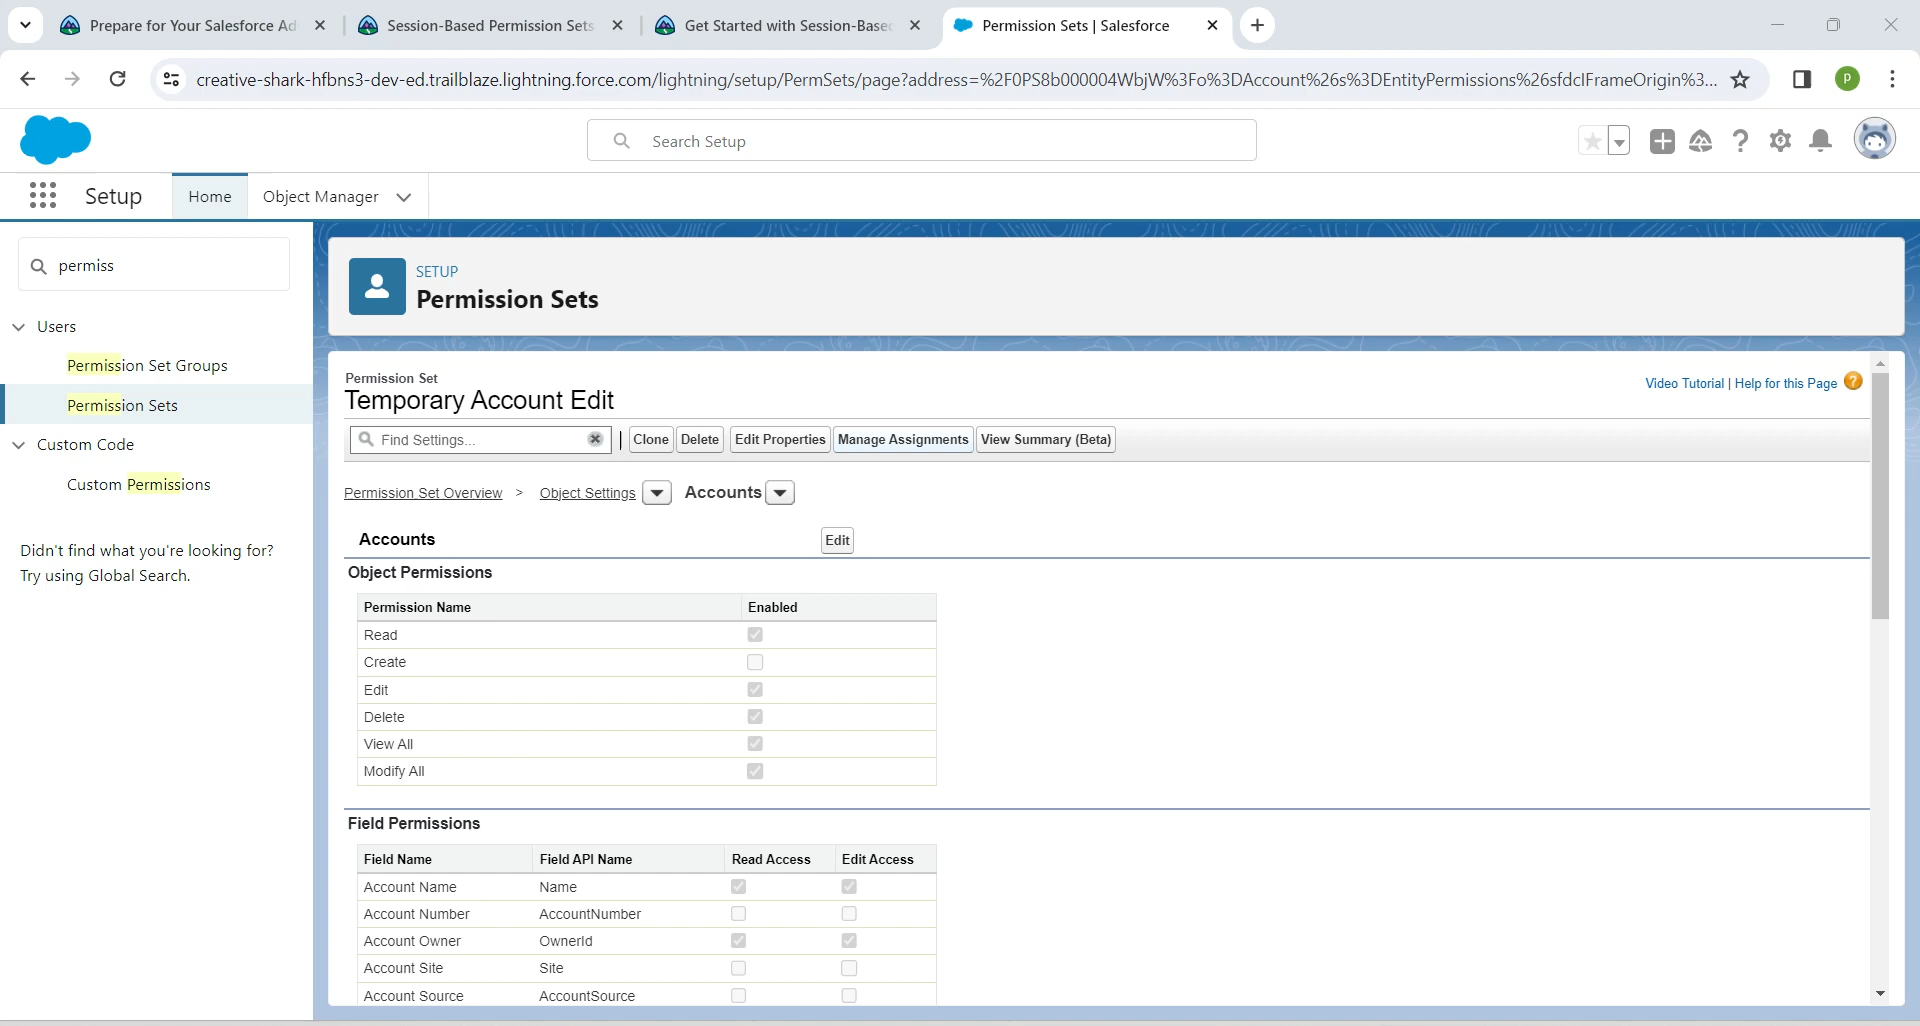 Prepare for Your Salesforce Ad
Session-Based Permission Sets
Get Started with Session-Based
Permission Sets | Salesforce
creative-shark-hfbns3-dev-ed.trailblaze.lightning.force.com/lightning/setup/PermSets/page?address=%2F0PS8b000004WbjW%3Fo%3DAccount%26s%3DEntityPermissions%26sfdcIFrameOrigin%3...
P
Search Setup
Setup
Home
Object Manager
permiss
Users
Permission Set Groups
Permission Sets
Custom Code
Custom Permissions
Didn't find what you're looking for?
Try using Global Search.
SETUP
Permission Sets
Permission Set
Temporary Account Edit
Video Tutorial | Help for this Page
Find Settings...
Clone
Delete
Edit Properties
Manage Assignments
View Summary (Beta)
Permission Set Overview > Object Settings Accounts
Accounts
Edit
Object Permissions
Permission Name Enabled
Read
Create
Edit
Delete
View All
Modify All
Field Permissions
Field Name Field API Name Read Access Edit Access
Account Name Name
Account Number AccountNumber
Account Owner OwnerId
Account Site Site
Account Source AccountSource